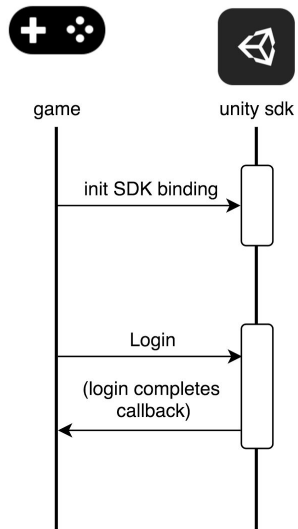 game
unity sdk
init SDK binding
Login
(login completes
callback)